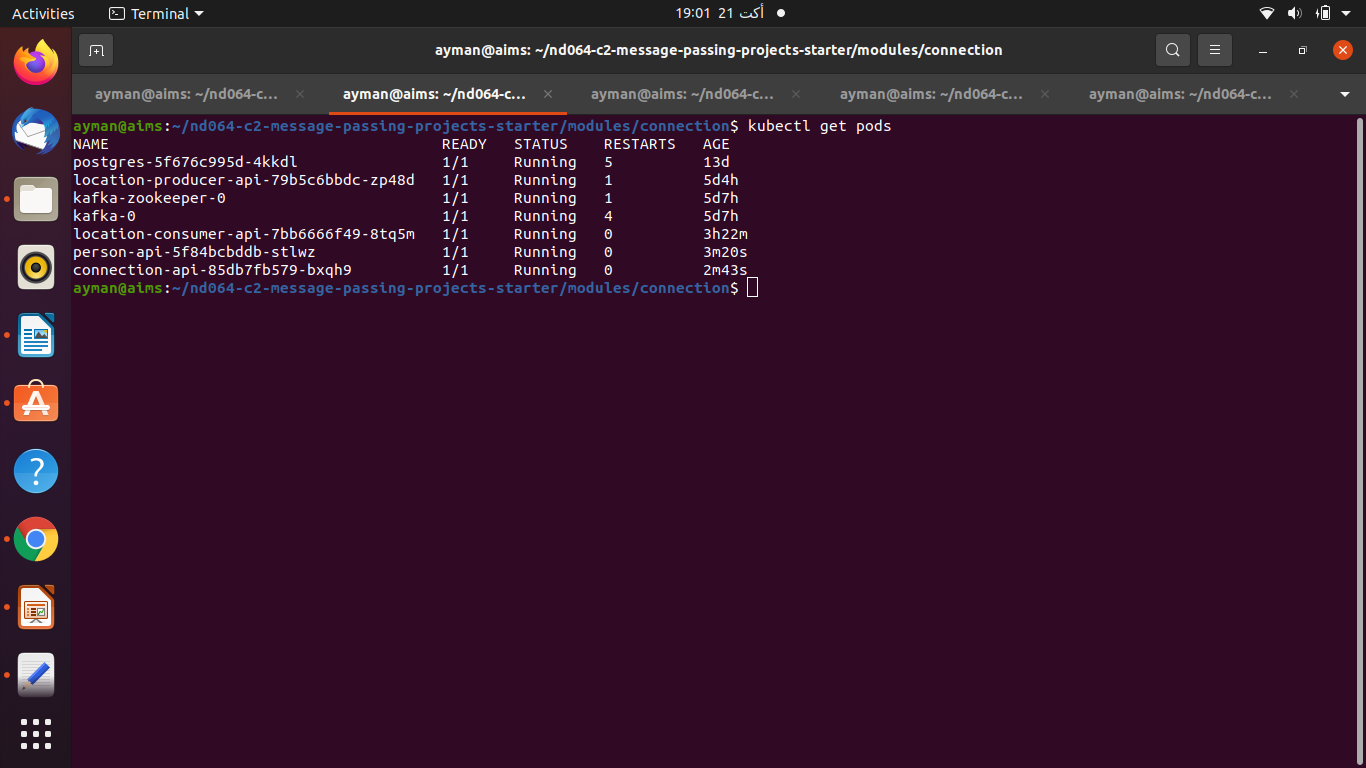 Activities Terminal 19:01 21 أكت
ayman@aims: ~/nd064-c2-message-passing-projects-starter/modules/connection
ayman@aims: ~/nd064-c... ayman@aims: ~/nd064-c... ayman@aims: ~/nd064-c... ayman@aims: ~/nd064-c... ayman@aims: ~/nd064-c...
ayman@aims:~/nd064-c2-message-passing-projects-starter/modules/connection$ kubectl get pods
NAME READY STATUS RESTARTS AGE
postgres-5f676c995d-4kkdl 1/1 Running 5 13d
location-producer-api-79b5c6bbdc-zp48d 1/1 Running 1 5d4h
kafka-zookeeper-0 1/1 Running 1 5d7h
kafka-0 1/1 Running 4 5d7h
location-consumer-api-7bb6666f49-8tq5m 1/1 Running 0 3h22m
person-api-5f84bcbddb-stlwz 1/1 Running 0 3m20s
connection-api-85db7fb579-bxqh9 1/1 Running 0 2m43s
ayman@aims:~/nd064-c2-message-passing-projects-starter/modules/connection$